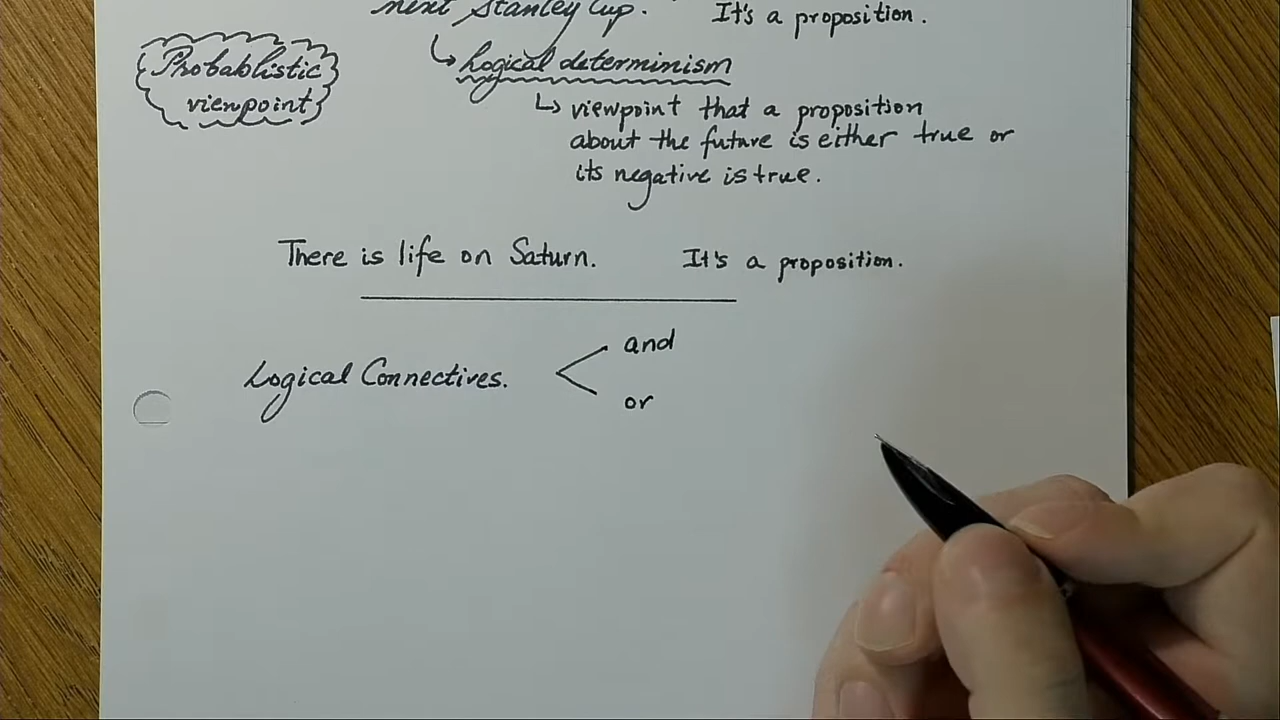 next Stanley Cup. It's a proposition.
Probablistic
viewpoint
Logical determinism
viewpoint that a proposition
about the future is either true or
its negative is true.
There is life on Saturn. It's a proposition.
Logical Connectives.
and
or